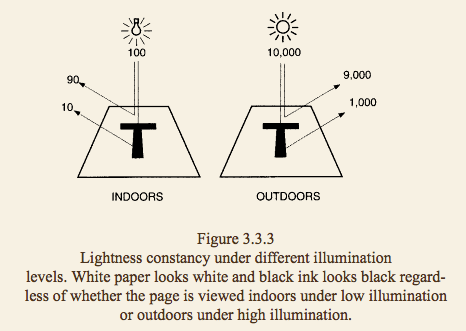 100
10,000
90
9,000
10
1,000
T
T
INDOORS
OUTDOORS
Figure 3.3.3
Lightness constancy under different illumination
levels. White paper looks white and black ink looks black regard-
less of whether the page is viewed indoors under low illumination
or outdoors under high illumination.